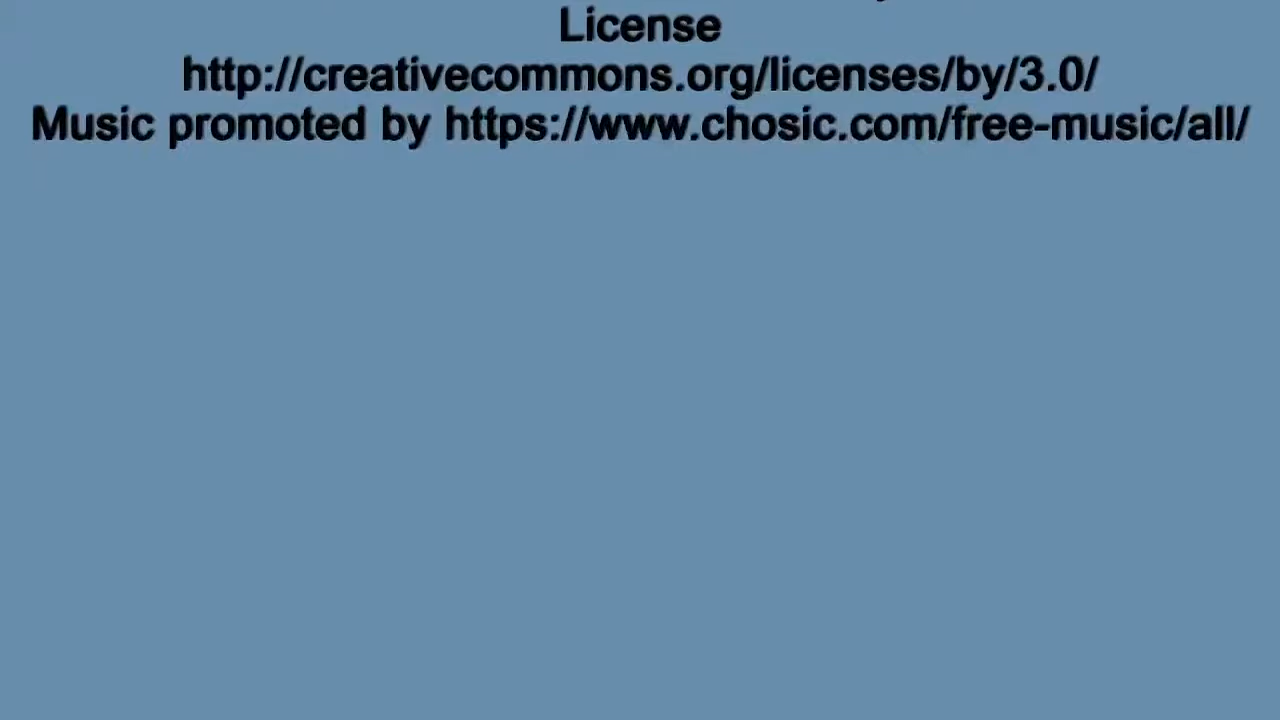 License
http://creativecommons.org/licenses/by/3.0/
Music promoted by https://www.chosic.com/free-music/all/